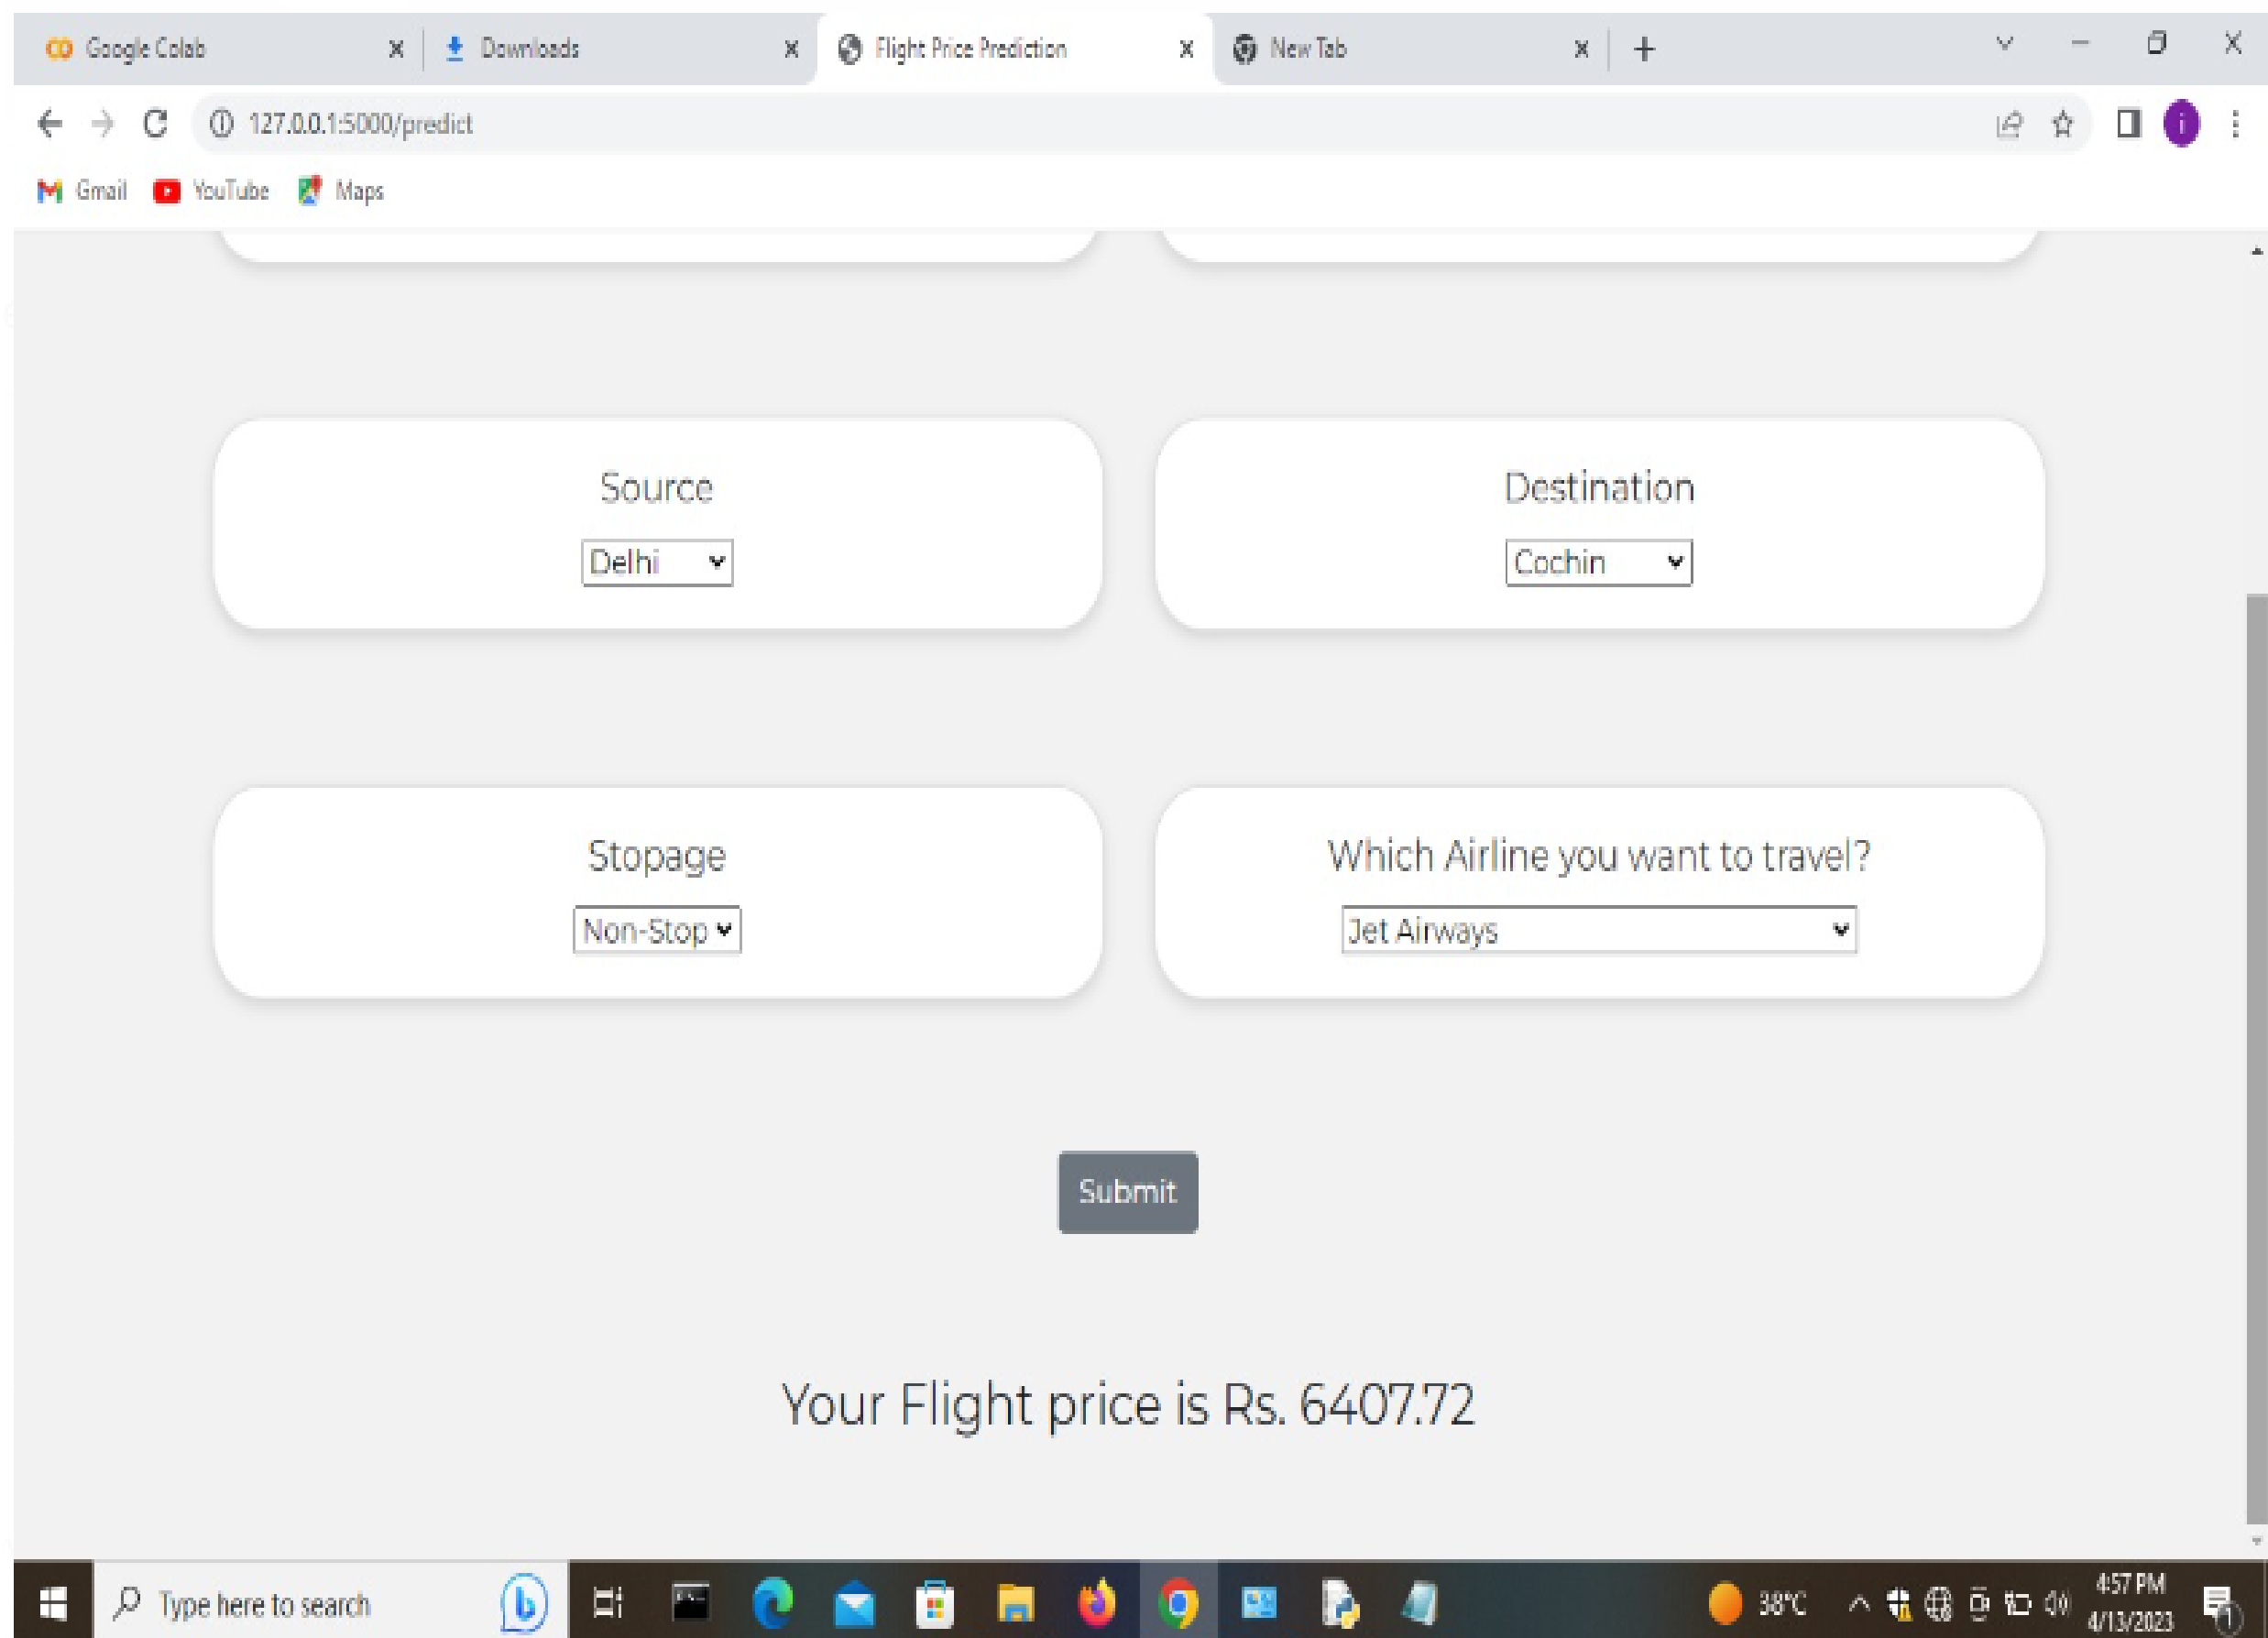 Google Colab Downloads Flight Price Prediction New Tab
127.0.0.1:5000/predict i
Gmail YouTube Maps
Source Destination
Delhi Cochin
Stopage Which Airline you want to travel?
Non-Stop Jet Airways
Submit
Your Flight price is Rs. 6407.72
Type here to search 38°C 4:57 PM
4/13/2023 1